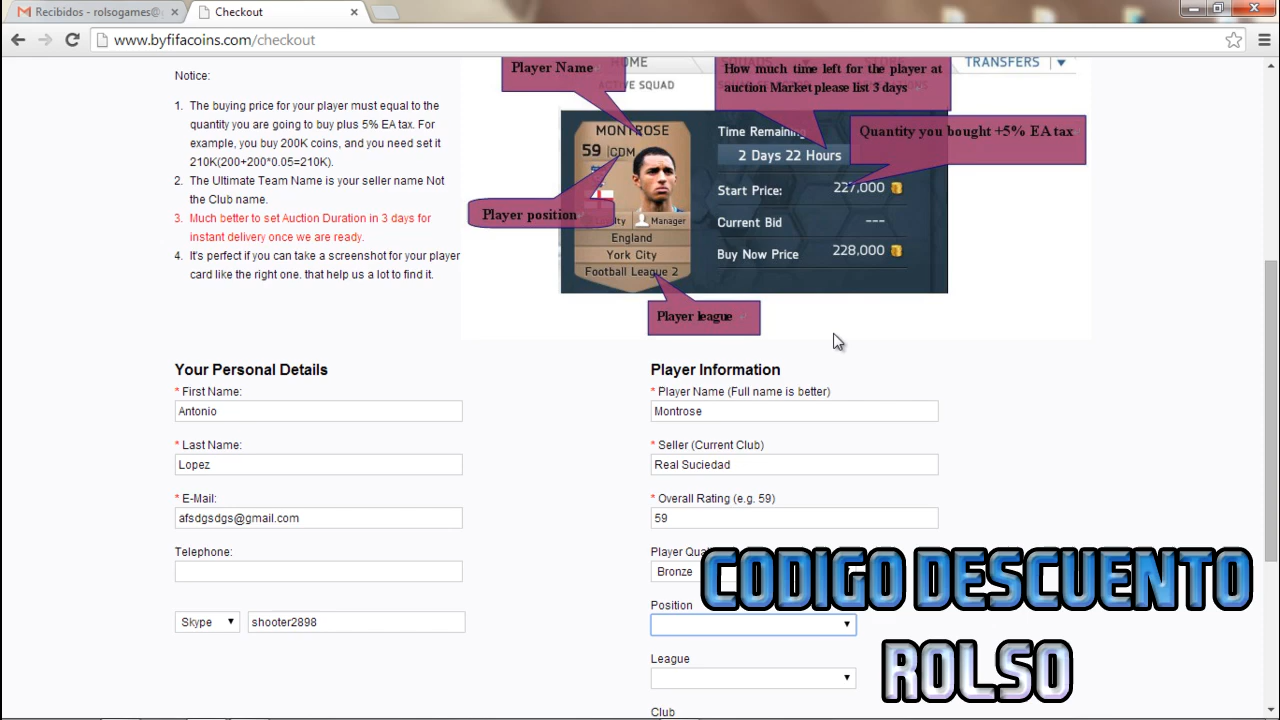 Recibidos - rolsogames@
Checkout
www.byfifacoins.com/checkout
Notice:
1. The buying price for your player must equal to the
quantity you are going to buy plus 5% EA tax. For
example, you buy 200K coins, and you need set it
210K(200+200*0.05=210K).
2. The Ultimate Team Name is your seller name Not
the Club name.
3. Much better to set Auction Duration in 3 days for
instant delivery once we are ready.
4. It's perfect if you can take a screenshot for your player
card like the right one. that help us a lot to find it.
HOME
SQUADS
TRANSFERS
ACTIVE SQUAD
Player Name
How much time left for the player at
auction Market please list 3 days
Quantity you bought +5% EA tax
MONTROSE
59 CDM
Player position
Manager
England
York City
Football League 2
Player league
Time Remaining
2 Days 22 Hours
Start Price: 227,000
Current Bid ---
Buy Now Price 228,000
Your Personal Details
* First Name:
Antonio
* Last Name:
Lopez
* E-Mail:
afsdgsdgs@gmail.com
Telephone:
Skype shooter2898
Player Information
* Player Name (Full name is better)
Montrose
* Seller (Current Club)
Real Suciedad
* Overall Rating (e.g. 59)
59
Player
Bronze
Position
League
Club
CODIGO DESCUENTO
ROLSO